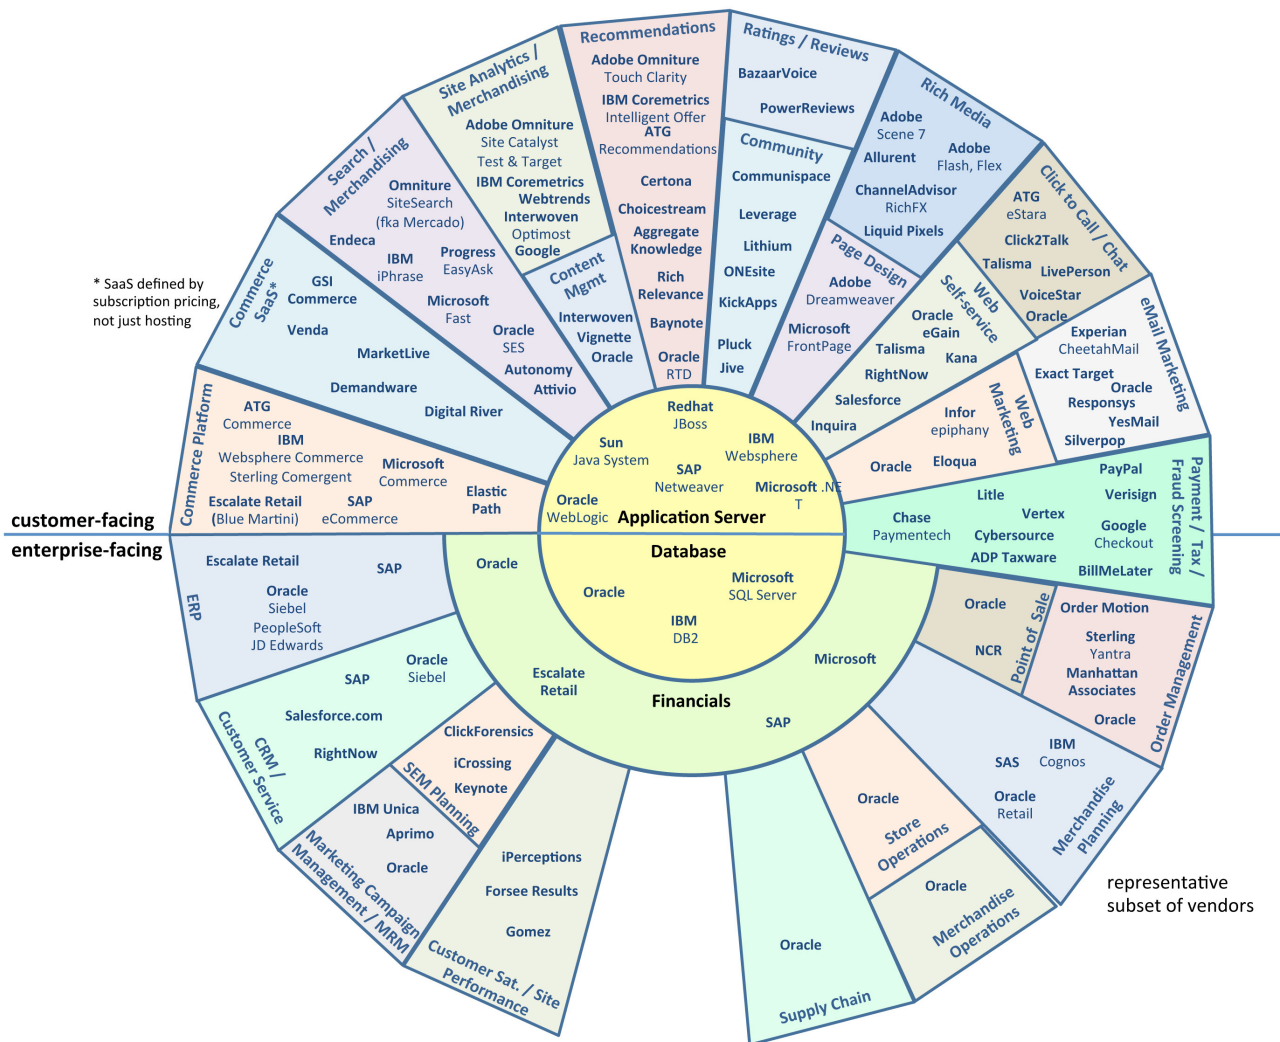 Recommendations
Adobe Omniture
Touch Clarity
IBM Coremetrics
Intelligent Offer
ATG
Recommendations
Certona
Choicestream
Aggregate
Knowledge
Rich
Relevance
Baynote
Oracle
RTD
Ratings / Reviews
BazaarVoice
PowerReviews
Community
Communispace
Leverage
Lithium
ONEsite
KickApps
Pluck
Jive
Rich Media
Adobe
Scene 7
Adobe
Flash, Flex
Allurent
ChannelAdvisor
RichFX
Liquid Pixels
Page Design
Adobe
Dreamweaver
Microsoft
FrontPage
Click to Call / Chat
ATG
eStara
Click2Talk
Talisma
LivePerson
VoiceStar
Oracle
Web
Self-service
Oracle
eGain
Talisma
Kana
RightNow
Salesforce
Inquira
eMail Marketing
Experian
CheetahMail
Exact Target
Oracle
Responsys
YesMail
Silverpop
Web
Marketing
Infor
epiphany
Oracle
Eloqua
Payment / Tax /
Fraud Screening
PayPal
Litle
Verisign
Vertex
Chase
Paymentech
Cybersource
Google
Checkout
ADP Taxware
BillMeLater
Site Analytics /
Merchandising
Adobe Omniture
Site Catalyst
Test & Target
IBM Coremetrics
Webtrends
Interwoven
Optimost
Google
Content
Mgmt
Interwoven
Vignette
Oracle
Search /
Merchandising
Omniture
SiteSearch
(fka Mercado)
Endeca
IBM
iPhrase
Progress
EasyAsk
Microsoft
Fast
Oracle
SES
Autonomy
Attivio
* SaaS defined by
subscription pricing,
not just hosting
Commerce
SaaS*
GSI
Commerce
Venda
MarketLive
Demandware
Digital River
Commerce Platform
ATG
Commerce
IBM
Websphere Commerce
Sterling Comergent
Microsoft
Commerce
Escalate Retail
(Blue Martini)
SAP
eCommerce
Elastic
Path
Redhat
JBoss
Sun
Java System
IBM
Websphere
SAP
Netweaver
Microsoft .NE
T
Oracle
WebLogic
Application Server
customer-facing
enterprise-facing
Database
Oracle
Microsoft
SQL Server
IBM
DB2
Oracle
Escalate
Retail
Microsoft
SAP
Financials
ERP
Escalate Retail
SAP
Oracle
Siebel
PeopleSoft
JD Edwards
CRM /
Customer Service
Oracle
Siebel
SAP
Salesforce.com
RightNow
SEM Planning
ClickForensics
iCrossing
Keynote
Marketing Campaign
Management / MRM
IBM Unica
Aprimo
Oracle
iPerceptions
Forsee Results
Gomez
Customer Sat. / Site
Performance
Oracle
Supply Chain
Oracle
Store
Operations
Oracle
Merchandise
Operations
IBM
Cognos
SAS
Oracle
Retail
Merchandise
Planning
Oracle
NCR
Point of Sale
Order Motion
Sterling
Yantra
Manhattan
Associates
Oracle
Order Management
representative
subset of vendors